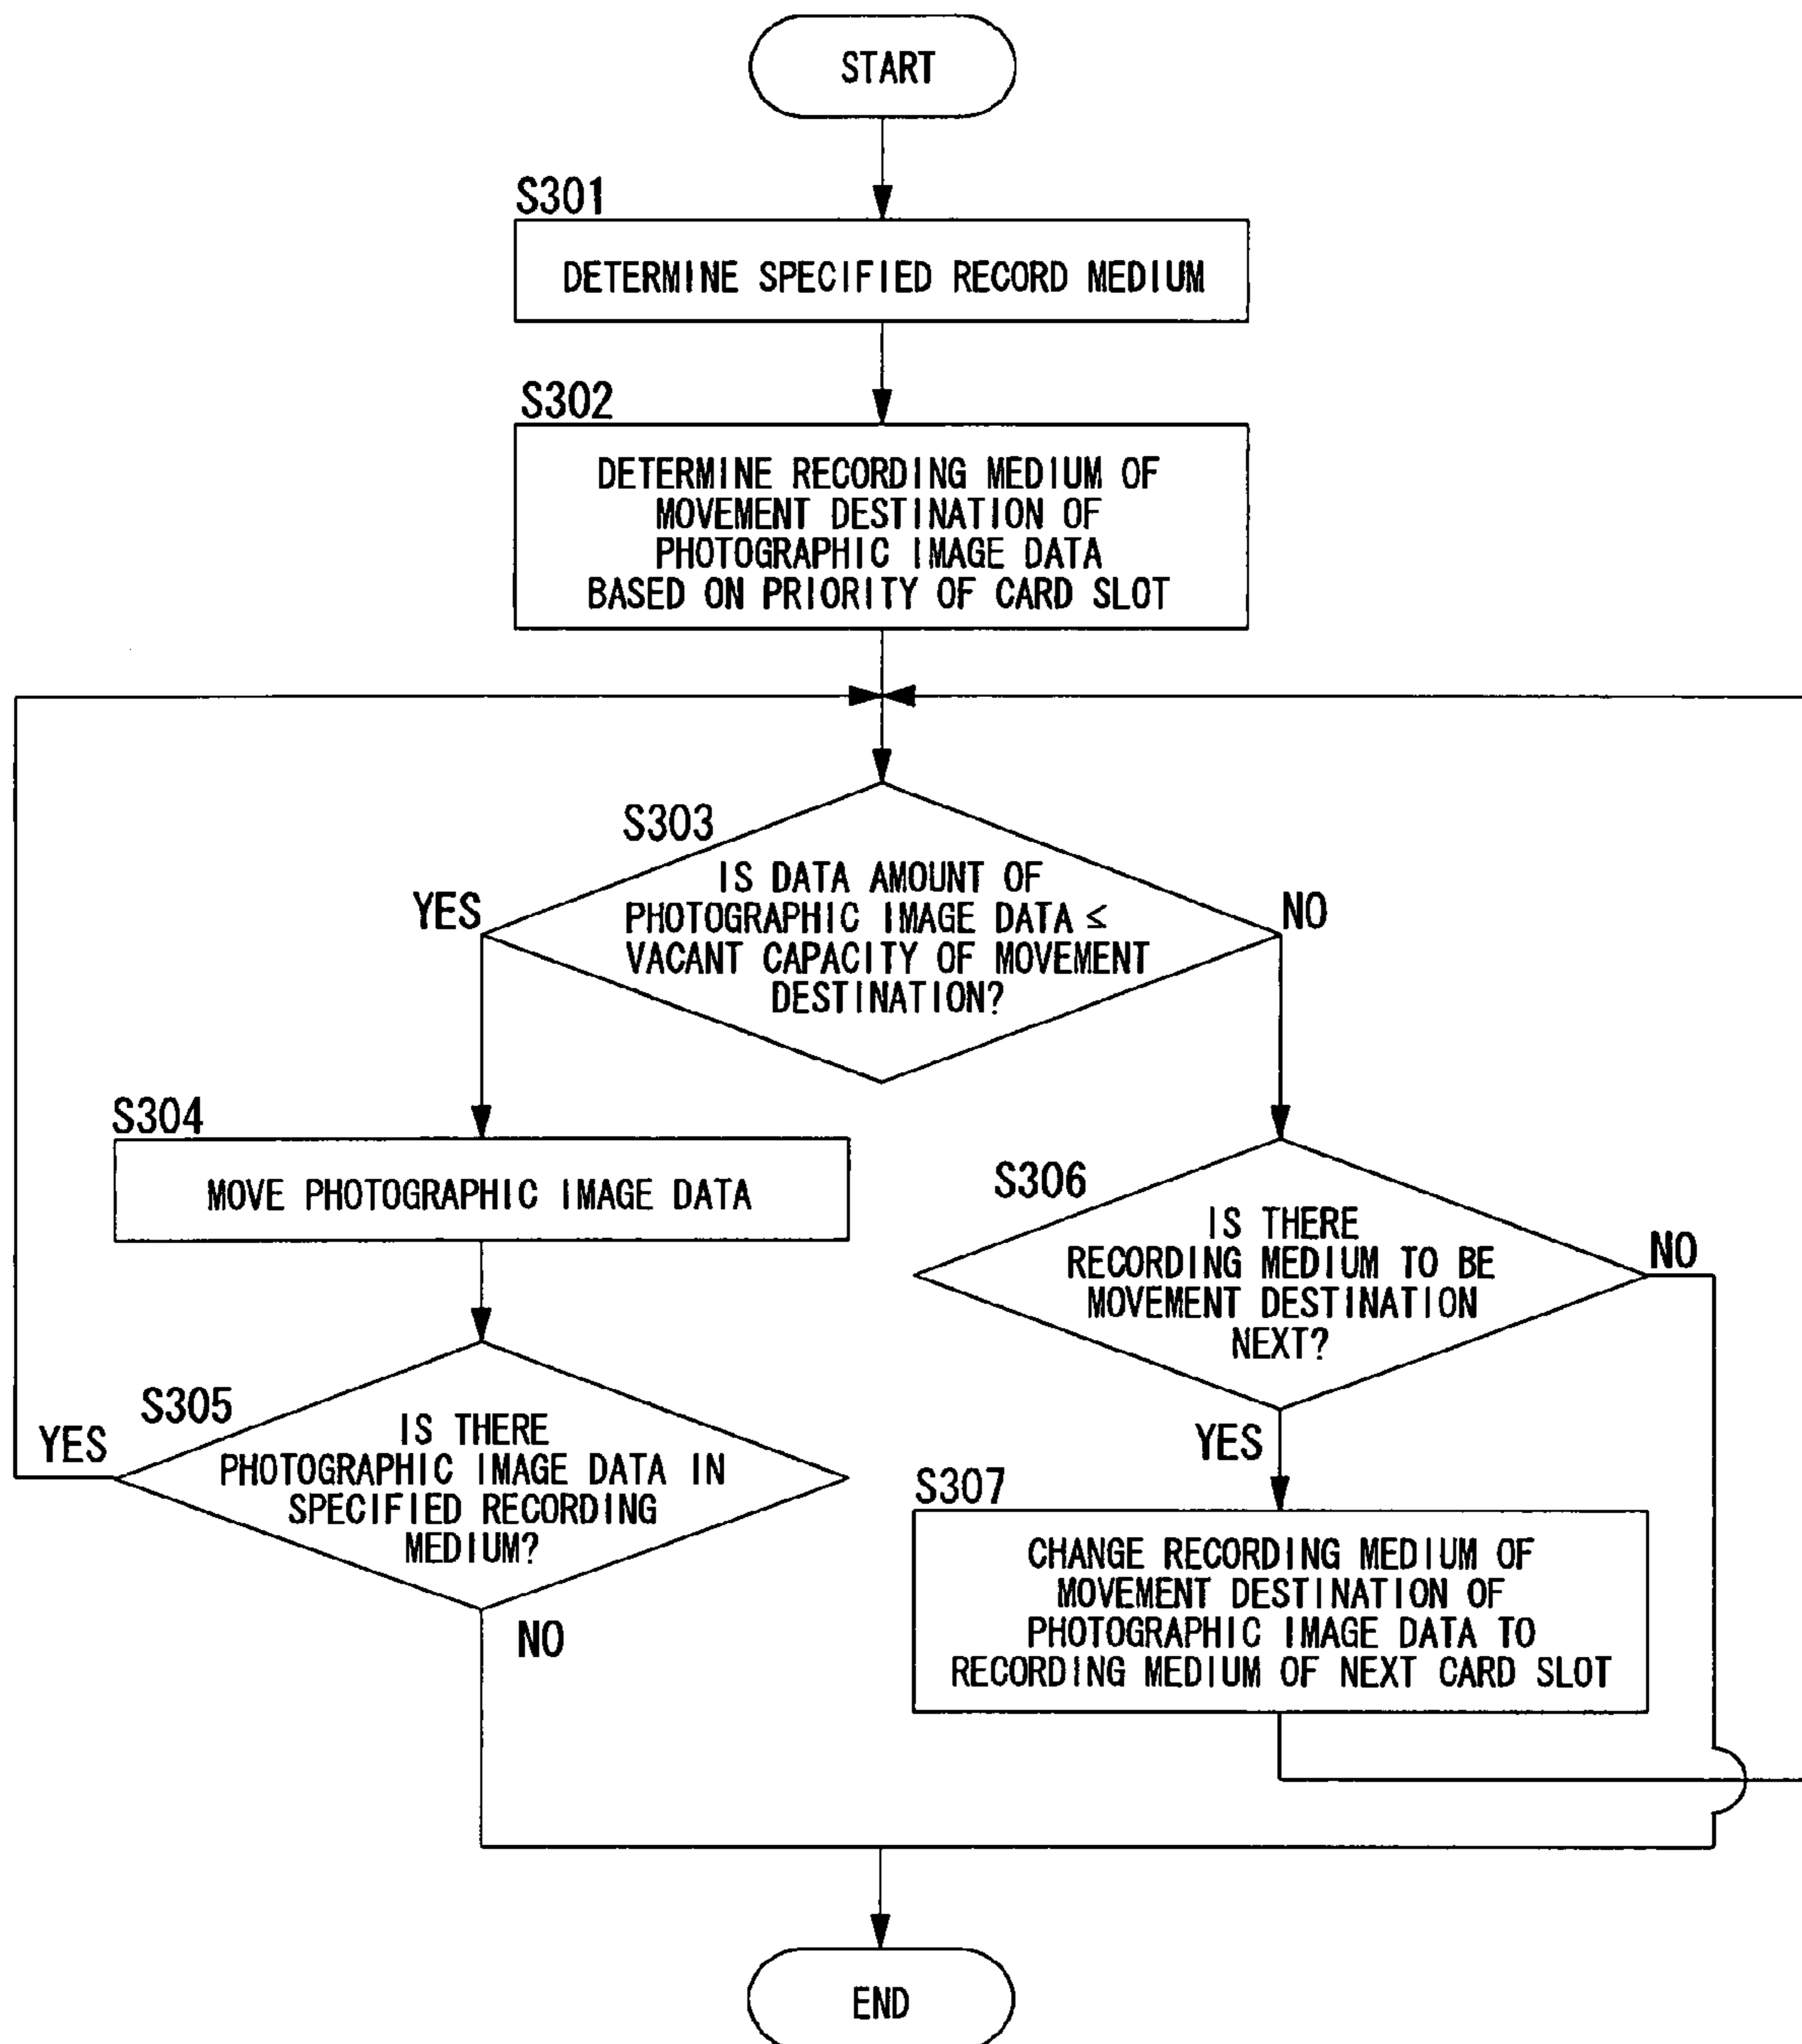 START
S301
DETERMINE SPECIFIED RECORD MEDIUM
S302
DETERMINE RECORDING MEDIUM OF
MOVEMENT DESTINATION OF
PHOTOGRAPHIC IMAGE DATA
BASED ON PRIORITY OF CARD SLOT
S303
IS DATA AMOUNT OF
PHOTOGRAPHIC IMAGE DATA ≤
VACANT CAPACITY OF MOVEMENT
DESTINATION?
YES
NO
S304
MOVE PHOTOGRAPHIC IMAGE DATA
S305
IS THERE
PHOTOGRAPHIC IMAGE DATA IN
SPECIFIED RECORDING
MEDIUM?
YES
NO
S306
IS THERE
RECORDING MEDIUM TO BE
MOVEMENT DESTINATION
NEXT?
NO
YES
S307
CHANGE RECORDING MEDIUM OF
MOVEMENT DESTINATION OF
PHOTOGRAPHIC IMAGE DATA TO
RECORDING MEDIUM OF NEXT CARD SLOT
END